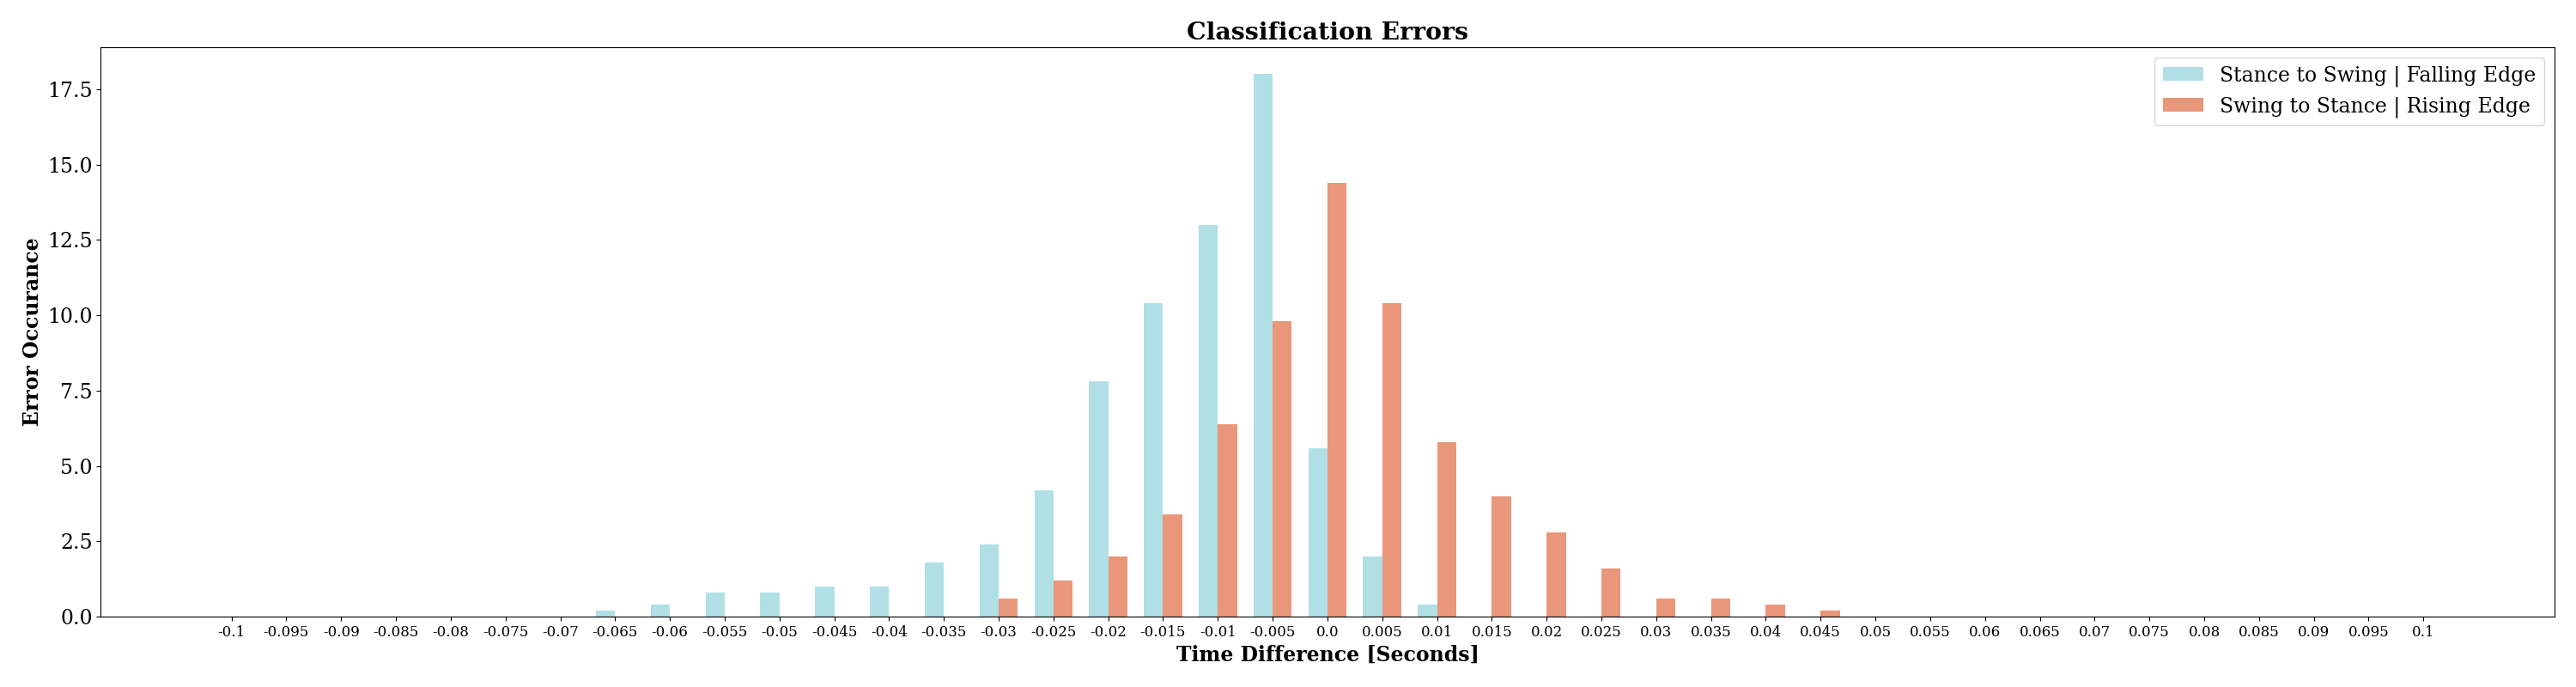 Classification Errors
Stance to Swing | Falling Edge
Swing to Stance | Rising Edge
Error Occurance
17.5
15.0
12.5
10.0
7.5
5.0
2.5
0.0
-0.1 -0.095 -0.09 -0.085 -0.08 -0.075 -0.07 -0.065 -0.06 -0.055 -0.05 -0.045 -0.04 -0.035 -0.03 -0.025 -0.02 -0.015 -0.01 -0.005 0.0 0.005 0.01 0.015 0.02 0.025 0.03 0.035 0.04 0.045 0.05 0.055 0.06 0.065 0.07 0.075 0.08 0.085 0.09 0.095 0.1
Time Difference [Seconds]